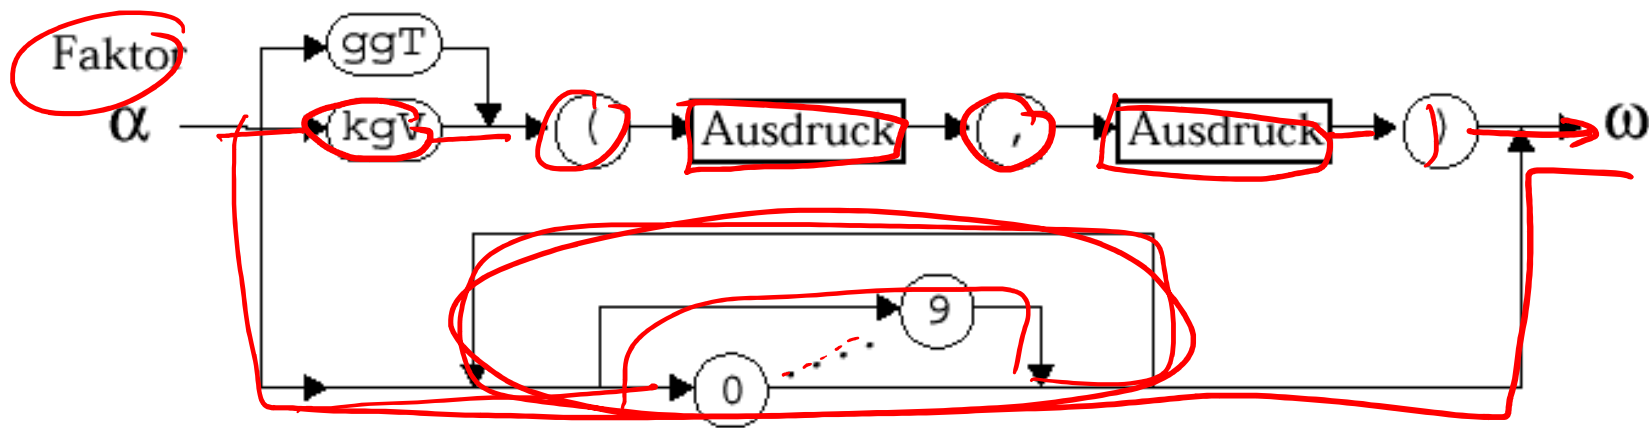 Faktor
ggT
α kgV ( Ausdruck , Ausdruck ) ω
9
0